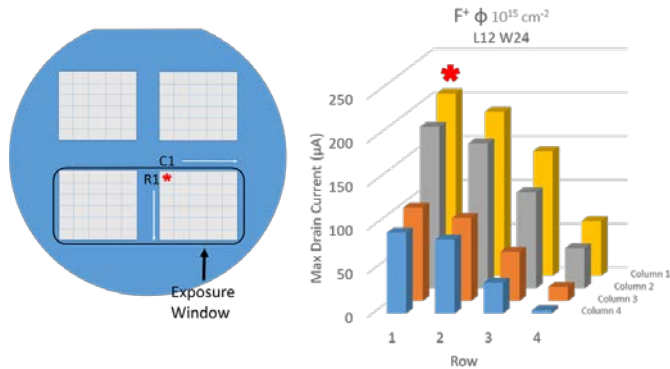 C1
R1 *
Exposure
Window
F⁺ ϕ 10¹⁵ cm⁻²
L12 W24
*
Max Drain Current (µA)
250
200
150
100
50
0
Column 1
Column 2
Column 3
Column 4
1 2 3 4
Row